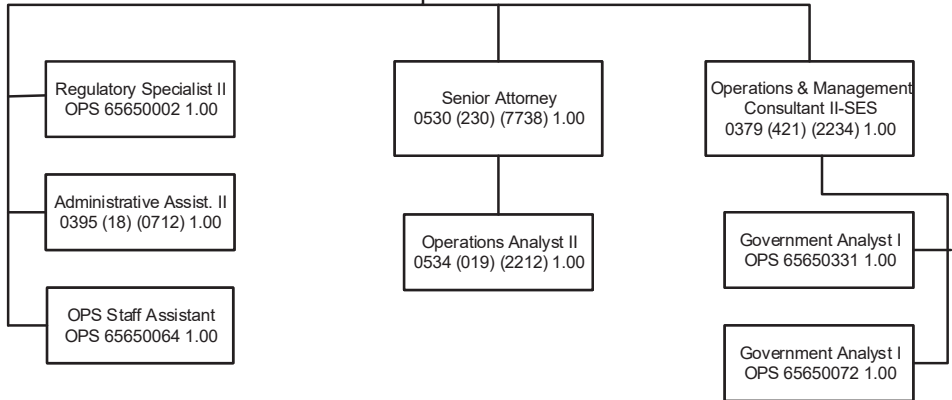 Regulatory Specialist II
OPS 65650002 1.00
Senior Attorney
0530 (230) (7738) 1.00
Operations & Management
Consultant II-SES
0379 (421) (2234) 1.00
Administrative Assist. II
0395 (18) (0712) 1.00
Operations Analyst II
0534 (019) (2212) 1.00
Government Analyst I
OPS 65650331 1.00
OPS Staff Assistant
OPS 65650064 1.00
Government Analyst I
OPS 65650072 1.00